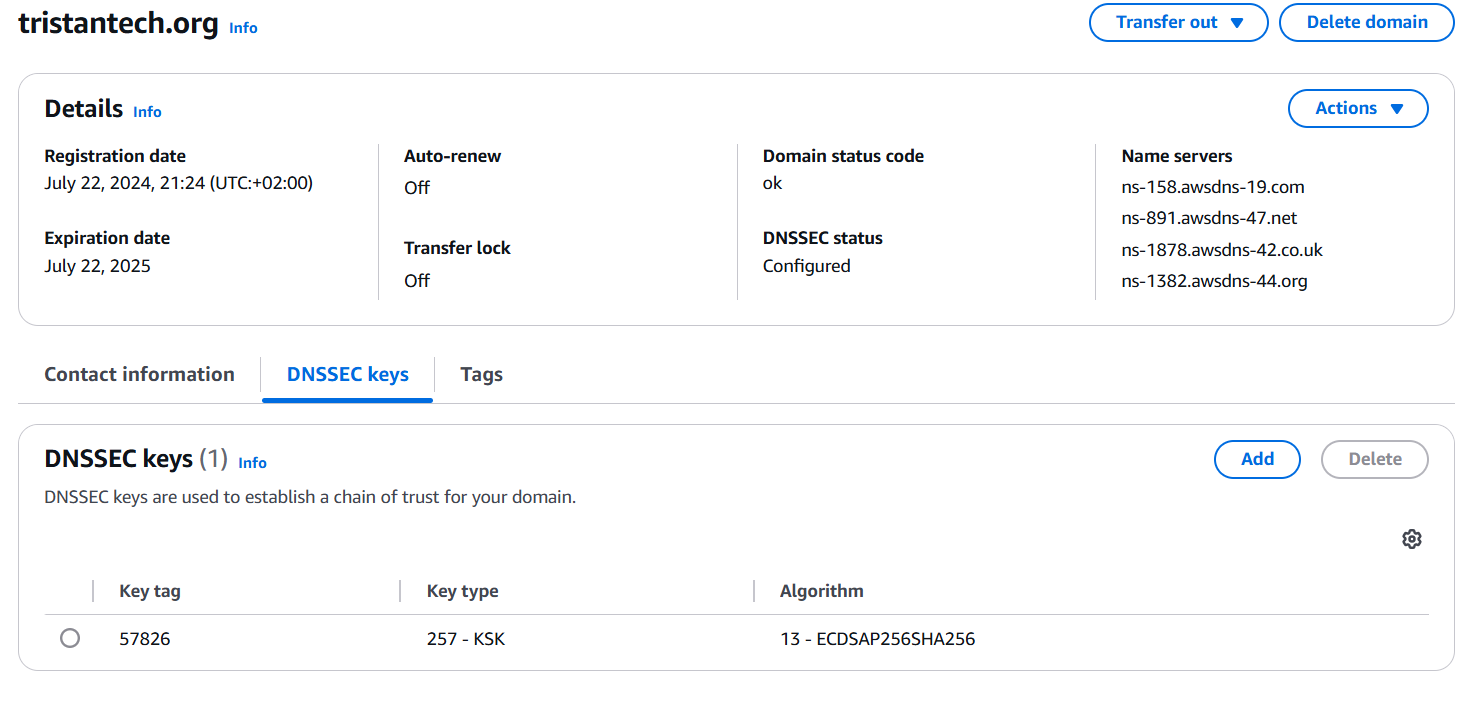 tristantech.org Info
Transfer out
Delete domain
Details Info
Actions
Registration date
July 22, 2024, 21:24 (UTC:+02:00)
Expiration date
July 22, 2025
Auto-renew
Off
Transfer lock
Off
Domain status code
ok
DNSSEC status
Configured
Name servers
ns-158.awsdns-19.com
ns-891.awsdns-47.net
ns-1878.awsdns-42.co.uk
ns-1382.awsdns-44.org
Contact information
DNSSEC keys
Tags
DNSSEC keys (1) Info
Add
Delete
DNSSEC keys are used to establish a chain of trust for your domain.
Key tag
Key type
Algorithm
57826
257 - KSK
13 - ECDSAP256SHA256